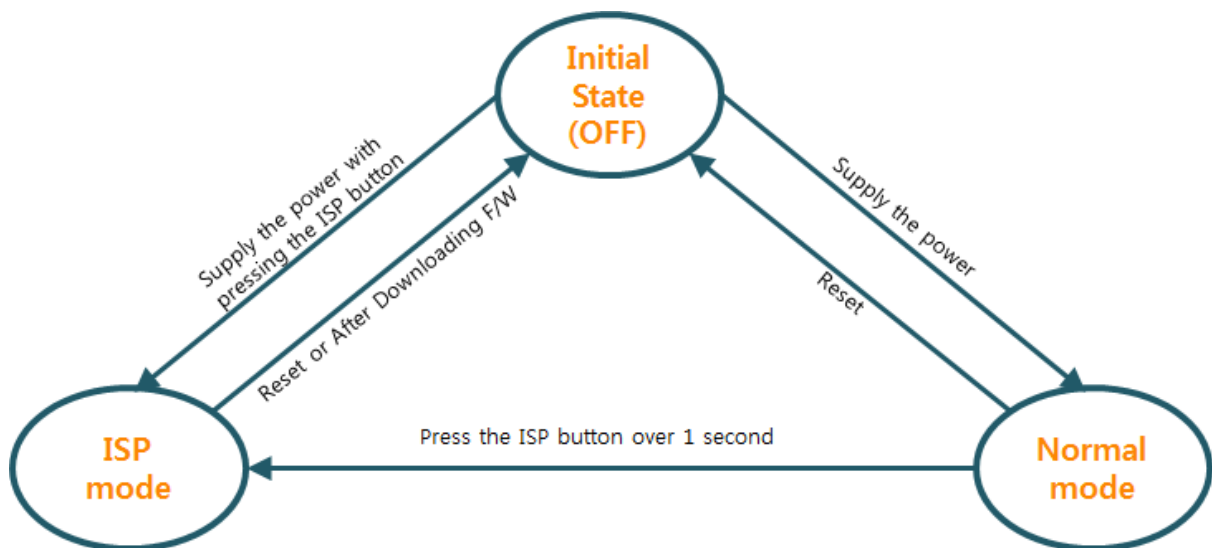 Initial
State
(OFF)
Supply the power with
pressing the ISP button
Reset or After Downloading F/W
Supply the power
Reset
Press the ISP button over 1 second
ISP
mode
Normal
mode